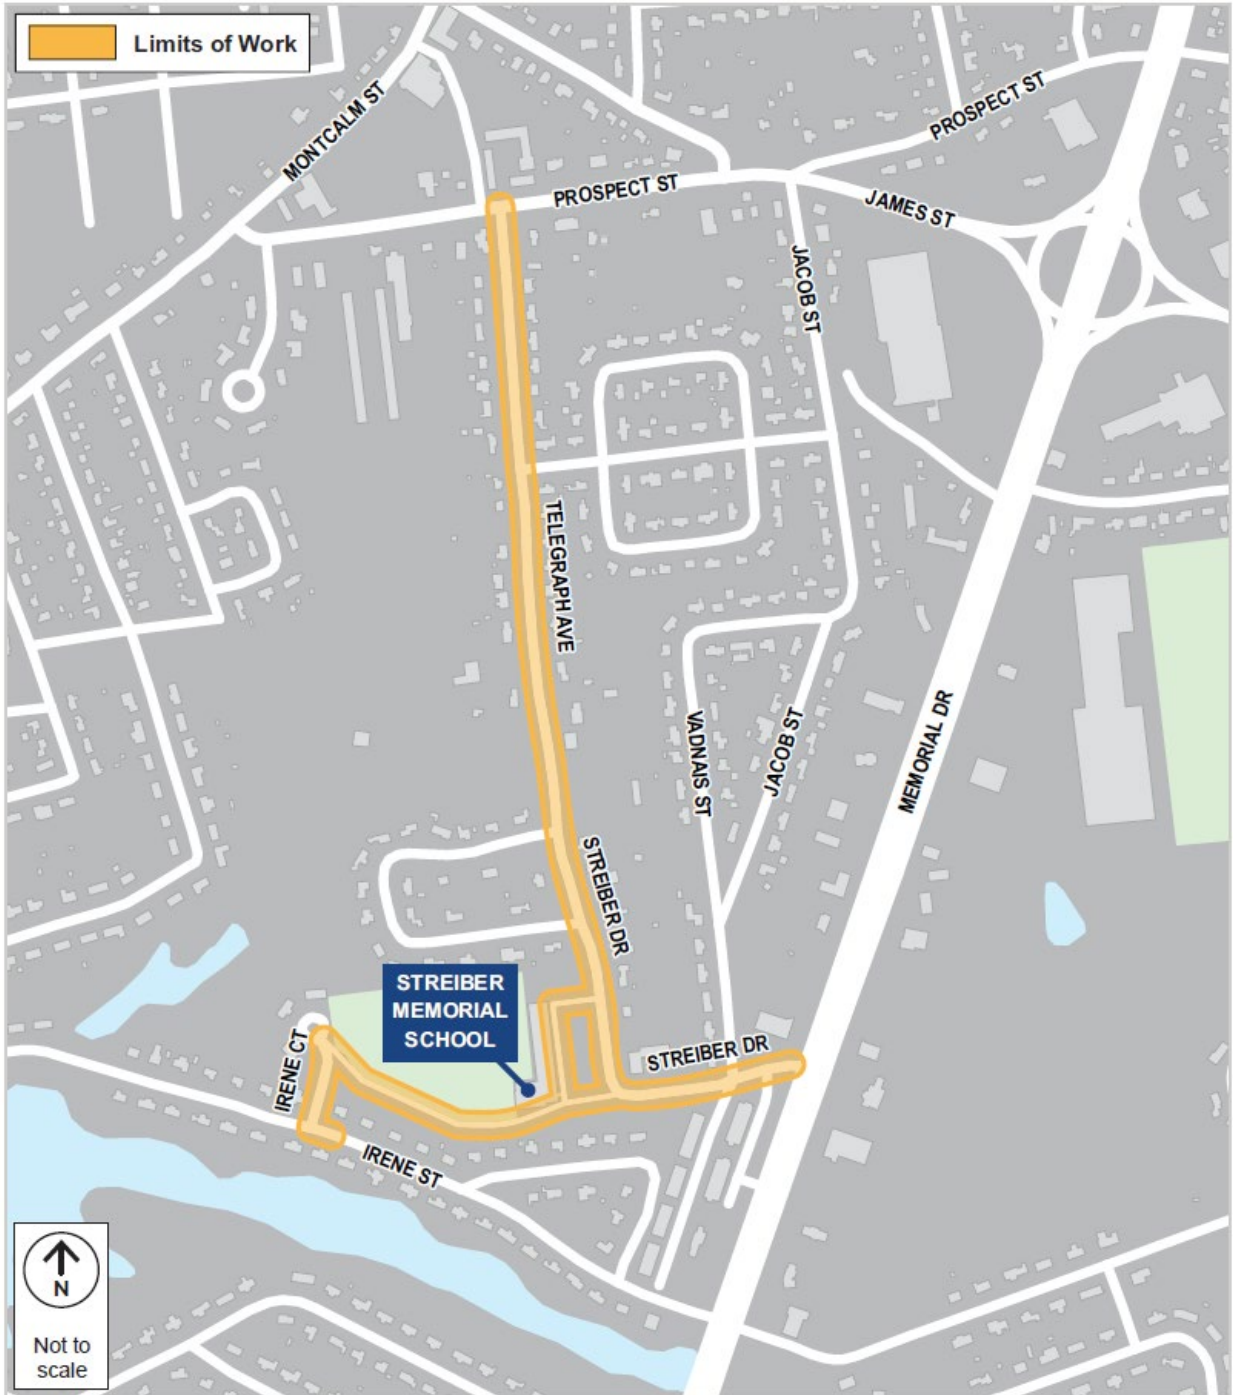 Limits of Work
MONTCALM ST
PROSPECT ST
PROSPECT ST
JAMES ST
JACOB ST
TELEGRAPH AVE
VADNAIS ST
JACOB ST
MEMORIAL DR
STREIBER DR
STREIBER
MEMORIAL
SCHOOL
STREIBER DR
IRENE CT
IRENE ST
N
Not to
scale